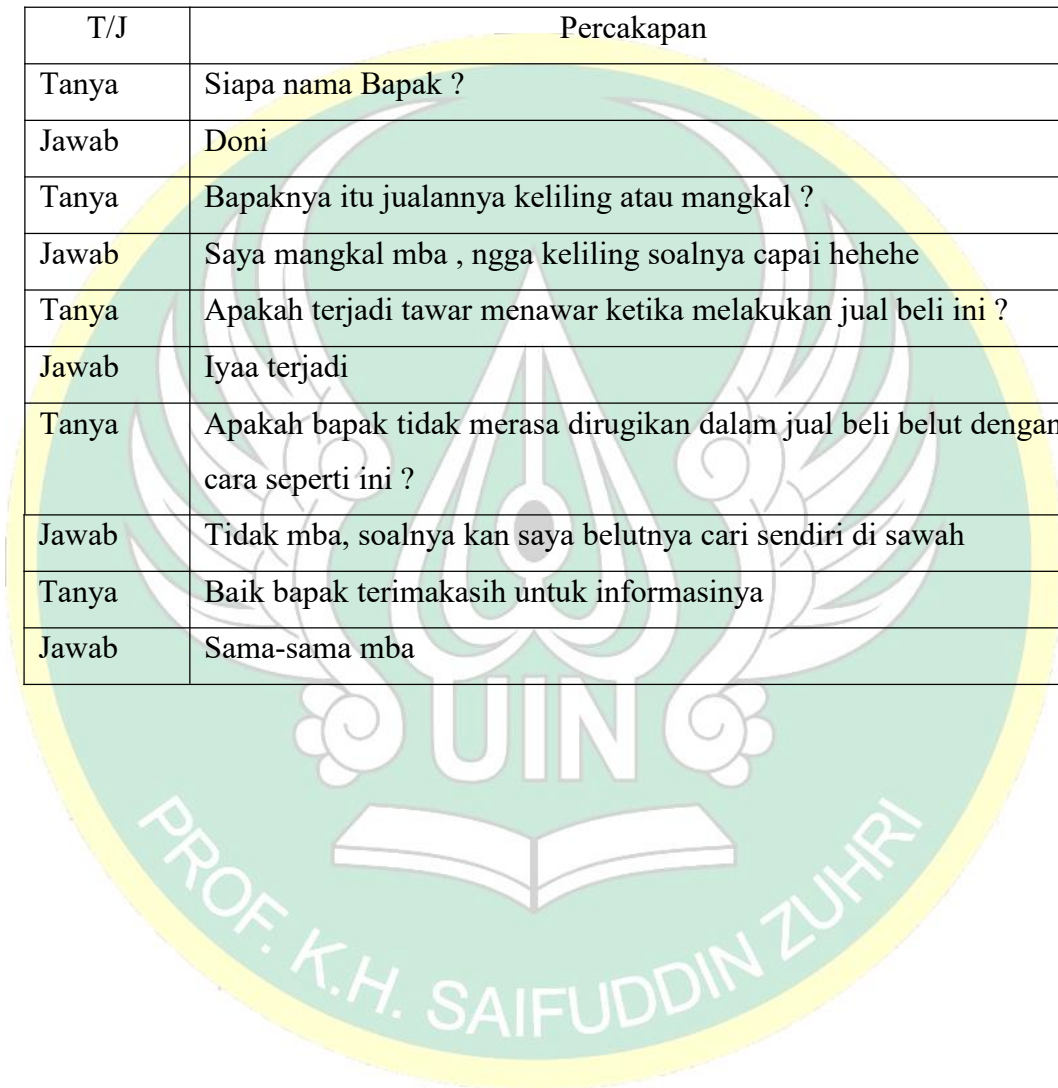 T/J Percakapan
Tanya Siapa nama Bapak ?
Jawab Doni
Tanya Bapaknya itu jualannya keliling atau mangkal ?
Jawab Saya mangkal mba , ngga keliling soalnya capai hehehe
Tanya Apakah terjadi tawar menawar ketika melakukan jual beli ini ?
Jawab Iyaa terjadi
Tanya Apakah bapak tidak merasa dirugikan dalam jual beli belut dengan
cara seperti ini ?
Jawab Tidak mba, soalnya kan saya belutnya cari sendiri di sawah
Tanya Baik bapak terimakasih untuk informasinya
Jawab Sama-sama mba
UIN
PROF. K.H. SAIFUDDIN ZUHRI